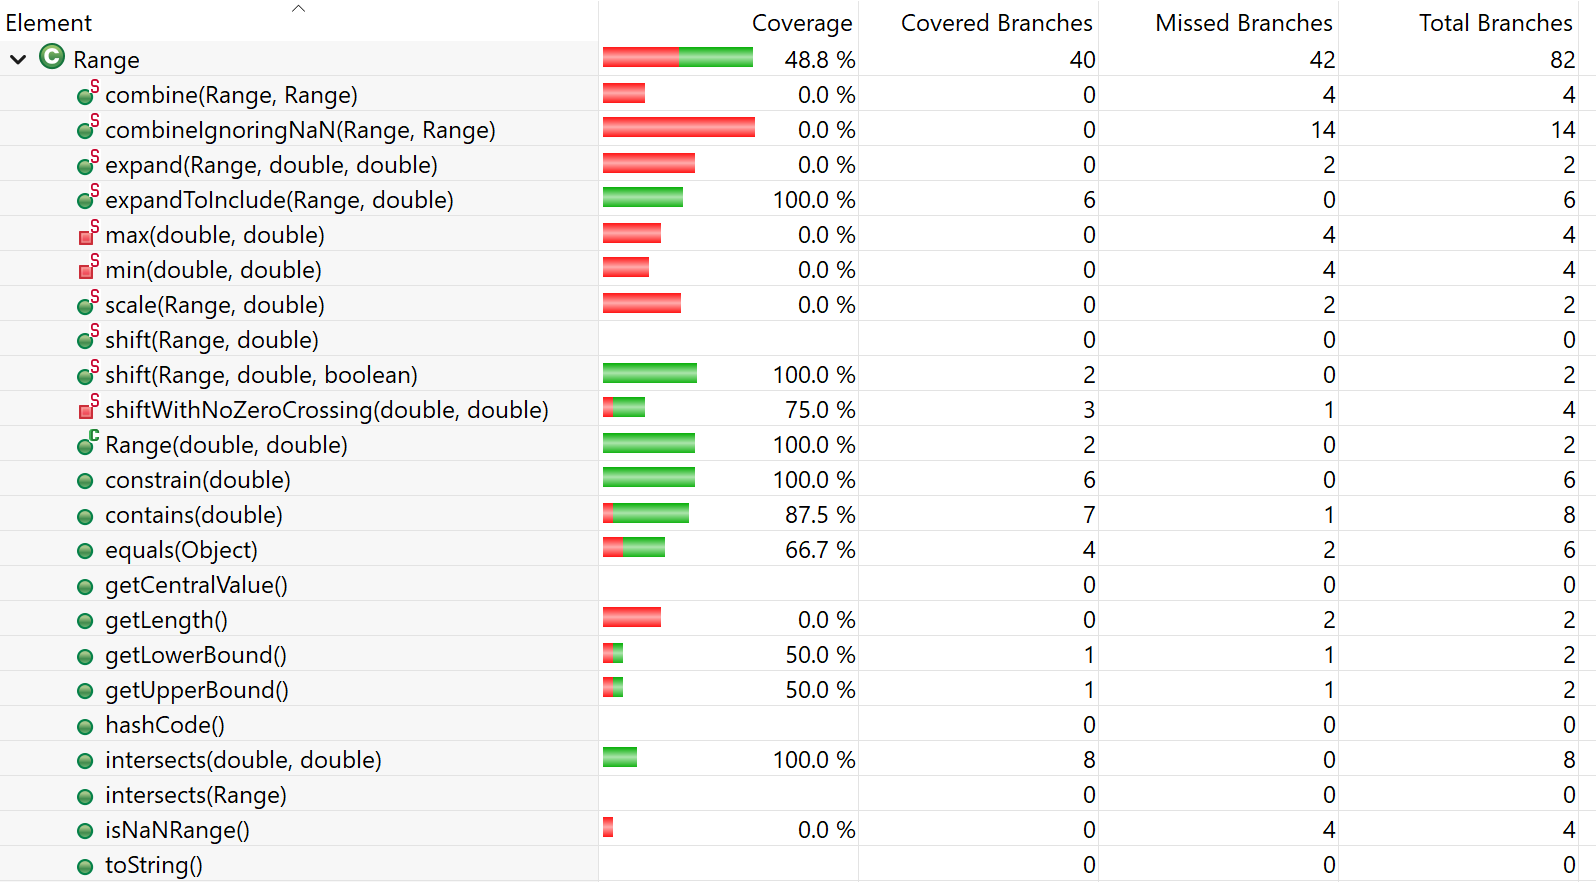 Element Coverage Covered Branches Missed Branches Total Branches
C Range 48.8 % 40 42 82
S combine(Range, Range) 0.0 % 0 4 4
S combineIgnoringNaN(Range, Range) 0.0 % 0 14 14
S expand(Range, double, double) 0.0 % 0 2 2
S expandToInclude(Range, double) 100.0 % 6 0 6
S max(double, double) 0.0 % 0 4 4
S min(double, double) 0.0 % 0 4 4
S scale(Range, double) 0.0 % 0 2 2
S shift(Range, double) 0 0 0
S shift(Range, double, boolean) 100.0 % 2 0 2
S shiftWithNoZeroCrossing(double, double) 75.0 % 3 1 4
C Range(double, double) 100.0 % 2 0 2
constrain(double) 100.0 % 6 0 6
contains(double) 87.5 % 7 1 8
equals(Object) 66.7 % 4 2 6
getCentralValue() 0 0 0
getLength() 0.0 % 0 2 2
getLowerBound() 50.0 % 1 1 2
getUpperBound() 50.0 % 1 1 2
hashCode() 0 0 0
intersects(double, double) 100.0 % 8 0 8
intersects(Range) 0 0 0
isNaNRange() 0.0 % 0 4 4
toString() 0 0 0